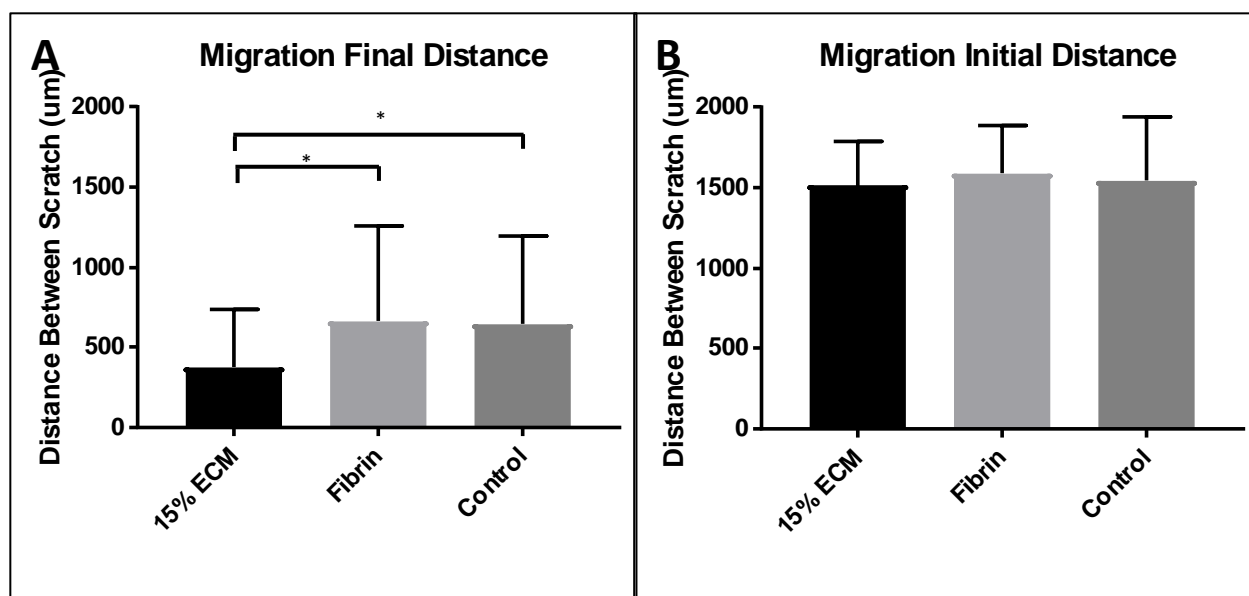 A
Migration Final Distance
Distance Between Scratch (um)
2000
1500
1000
500
0
*
*
15% ECM
Fibrin
Control
B
Migration Initial Distance
Distance Between Scratch (um)
2000
1500
1000
500
0
15% ECM
Fibrin
Control